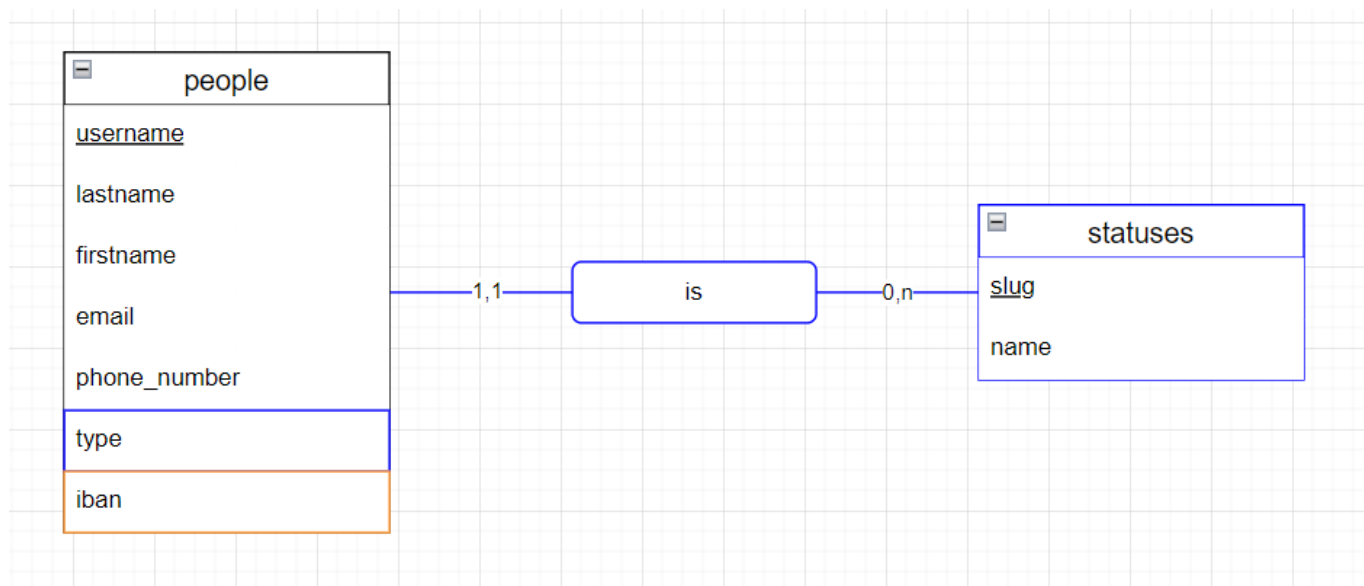 people
username
lastname
firstname
email
phone_number
type
iban
1,1
is
0,n
statuses
slug
name